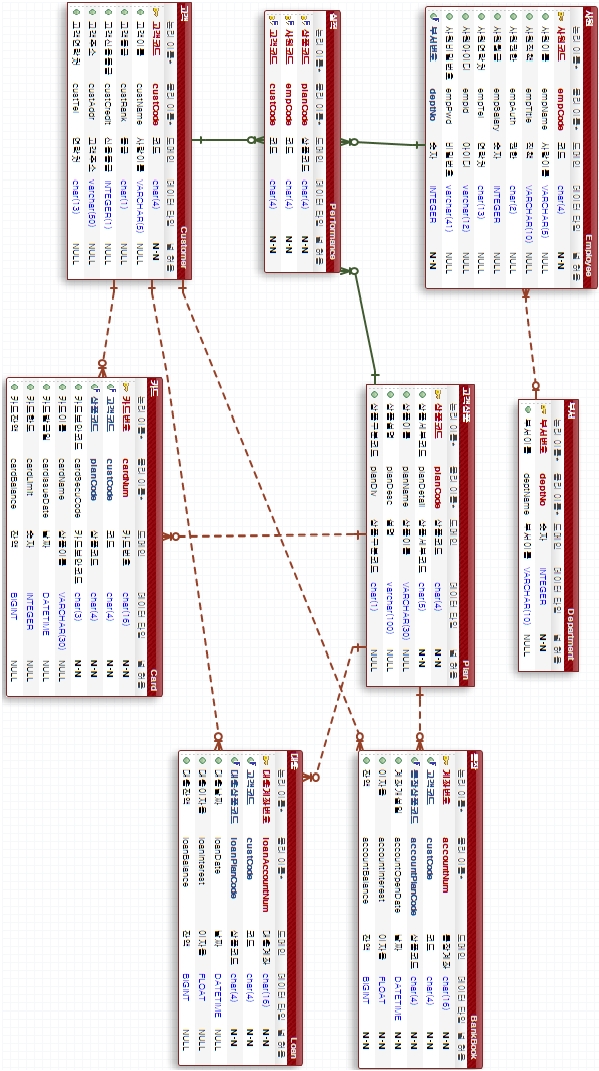 사원 Employee
논리 이름* 물리 이름* 도메인 데이터 타입 널 허용
사원코드 empCode 코드 char(4) N-N
사원이름 empName 사람이름 VARCHAR(5) NULL
사원직책 empTitle 직책 VARCHAR(10) NULL
사원권한 empAuth 권한 char(2) NULL
사원월급 empSalary 숫자 INTEGER NULL
사원연락처 empTel 연락처 char(13) NULL
사원아이디 empId 아이디 varchar(12) NULL
사원비밀번호 empPwd 비밀번호 varchar(41) NULL
부서번호 deptNo 숫자 INTEGER N-N
부서 Department
논리 이름* 물리 이름* 도메인 데이터 타입 널 허용
부서번호 deptNo 숫자 INTEGER N-N
부서이름 deptName 부서이름 VARCHAR(10) NULL
실적 Performance
논리 이름* 물리 이름* 도메인 데이터 타입 널 허용
상품코드 planCode 상품코드 char(4) N-N
사원코드 empCode 코드 char(4) N-N
고객코드 custCode 코드 char(4) N-N
고객상품 Plan
논리 이름* 물리 이름* 도메인 데이터 타입 널 허용
상품코드 planCode 상품코드 char(4) N-N
상품세부코드 planDetail 상품세부코드 char(5) N-N
상품이름 planName 상품이름 VARCHAR(30) NULL
상품설명 planDesc 설명 varchar(100) NULL
상품구분코드 planDiv 상품구분코드 char(1) NULL
통장 BankBook
논리 이름* 물리 이름* 도메인 데이터 타입 널 허용
계좌번호 accountNum 통장계좌 char(16) N-N
고객코드 custCode 코드 char(4) N-N
통장상품코드 accountPlanCode 상품코드 char(4) N-N
계좌개설일 accountOpenDate 날짜 DATETIME N-N
이자율 accountInterest 이자율 FLOAT N-N
잔액 accountBalance 잔액 BIGINT N-N
고객 Customer
논리 이름* 물리 이름* 도메인 데이터 타입 널 허용
고객코드 custCode 코드 char(4) N-N
고객이름 custName 사람이름 VARCHAR(5) NULL
고객등급 custRank 등급 char(1) NULL
고객신용등급 custCredit 신용등급 INTEGER(1) NULL
고객주소 custAddr 고객주소 varchar(50) NULL
고객연락처 custTel 연락처 char(13) NULL
카드 Card
논리 이름* 물리 이름* 도메인 데이터 타입 널 허용
카드번호 cardNum 카드번호 char(16) N-N
고객코드 custCode 코드 char(4) N-N
상품코드 planCode 상품코드 char(4) N-N
카드보안코드 cardSecuCode 카드보안코드 char(3) N-N
카드이름 cardName 상품이름 VARCHAR(30) NULL
카드발급일 cardIssueDate 날짜 DATETIME N-N
카드한도 cardLimit 숫자 INTEGER NULL
카드잔액 cardBalance 잔액 BIGINT NULL
대출 Loan
논리 이름* 물리 이름* 도메인 데이터 타입 널 허용
대출계좌번호 loanAccountNum 대출계좌 char(16) N-N
고객코드 custCode 코드 char(4) N-N
대출상품코드 loanPlanCode 상품코드 char(4) N-N
대출날짜 loanDate 날짜 DATETIME NULL
대출이자율 loanInterest 이자율 FLOAT NULL
대출잔액 loanBalance 잔액 BIGINT NULL